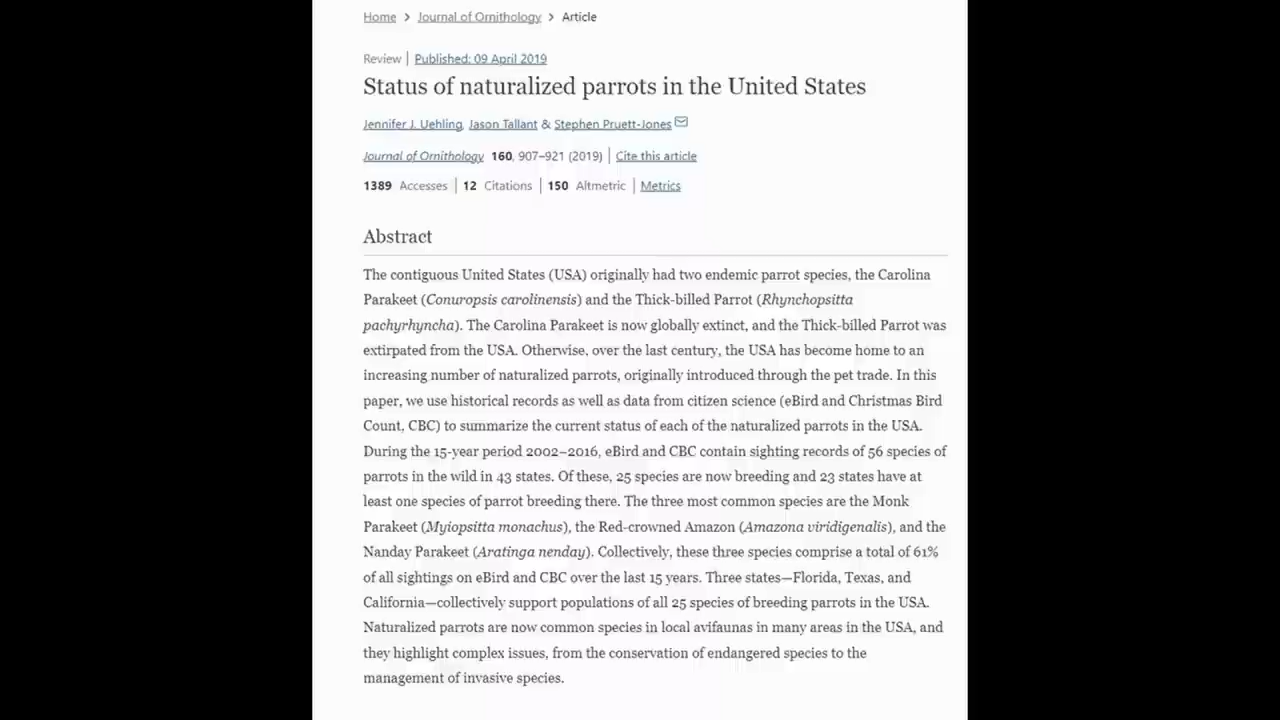 Home > Journal of Ornithology > Article
Review | Published: 09 April 2019
Status of naturalized parrots in the United States
Jennifer J. Uehling, Jason Tallant & Stephen Pruett-Jones
Journal of Ornithology 160, 907–921 (2019) | Cite this article
1389 Accesses | 12 Citations | 150 Altmetric | Metrics
Abstract
The contiguous United States (USA) originally had two endemic parrot species, the Carolina
Parakeet (Conuropsis carolinensis) and the Thick-billed Parrot (Rhynchopsitta
pachyrhyncha). The Carolina Parakeet is now globally extinct, and the Thick-billed Parrot was
extirpated from the USA. Otherwise, over the last century, the USA has become home to an
increasing number of naturalized parrots, originally introduced through the pet trade. In this
paper, we use historical records as well as data from citizen science (eBird and Christmas Bird
Count, CBC) to summarize the current status of each of the naturalized parrots in the USA.
During the 15-year period 2002–2016, eBird and CBC contain sighting records of 56 species of
parrots in the wild in 43 states. Of these, 25 species are now breeding and 23 states have at
least one species of parrot breeding there. The three most common species are the Monk
Parakeet (Myiopsitta monachus), the Red-crowned Amazon (Amazona viridigenalis), and the
Nanday Parakeet (Aratinga nenday). Collectively, these three species comprise a total of 61%
of all sightings on eBird and CBC over the last 15 years. Three states—Florida, Texas, and
California—collectively support populations of all 25 species of breeding parrots in the USA.
Naturalized parrots are now common species in local avifaunas in many areas in the USA, and
they highlight complex issues, from the conservation of endangered species to the
management of invasive species.